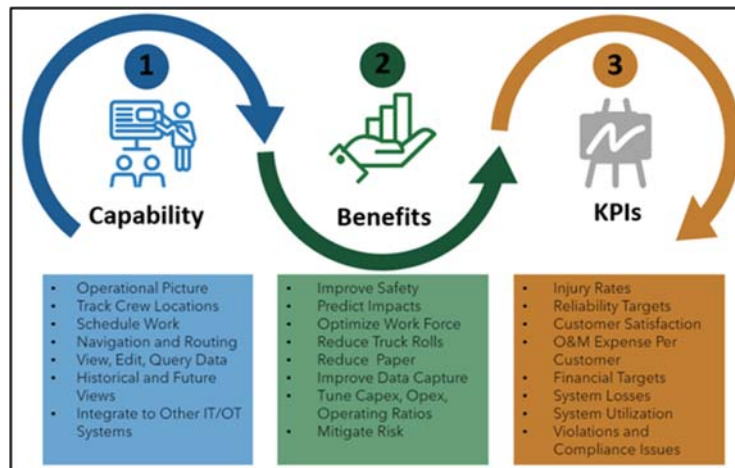 1
Capability
• Operational Picture
• Track Crew Locations
• Schedule Work
• Navigation and Routing
• View, Edit, Query Data
• Historical and Future
Views
• Integrate to Other IT/OT
Systems
2
Benefits
• Improve Safety
• Predict Impacts
• Optimize Work Force
• Reduce Truck Rolls
• Reduce Paper
• Improve Data Capture
• Tune Capex, Opex,
Operating Ratios
• Mitigate Risk
3
KPIs
• Injury Rates
• Reliability Targets
• Customer Satisfaction
• O&M Expense Per
Customer
• Financial Targets
• System Losses
• System Utilization
• Violations and
Compliance Issues